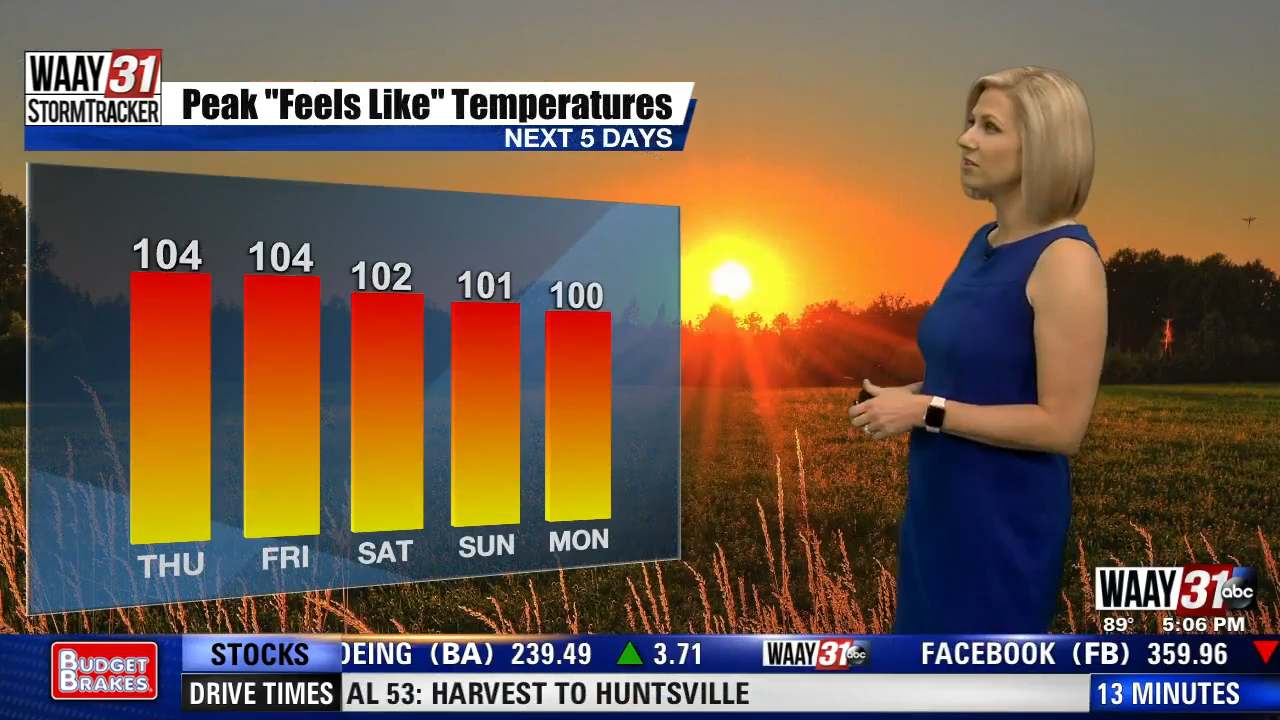 WAAY 31
STORMTRACKER
Peak "Feels Like" Temperatures
NEXT 5 DAYS
104 104 102 101 100
THU FRI SAT SUN MON
WAAY 31 abc
89° 5:06 PM
BUDGET
BRAKES
STOCKS OEING (BA) 239.49 ▲ 3.71 WAAY 31 abc FACEBOOK (FB) 359.96 ▼
DRIVE TIMES AL 53: HARVEST TO HUNTSVILLE 13 MINUTES